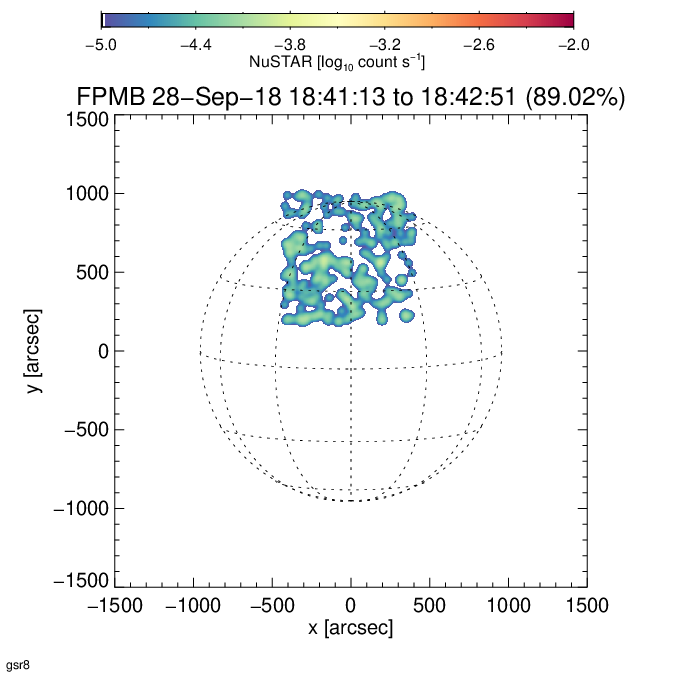 −5.0 −4.4 −3.8 −3.2 −2.6 −2.0
NuSTAR [log10 count s−1]
FPMB 28−Sep−18 18:41:13 to 18:42:51 (89.02%)
1500
1000
500
0
−500
−1000
−1500
y [arcsec]
−1500 −1000 −500 0 500 1000 1500
x [arcsec]
gsr8